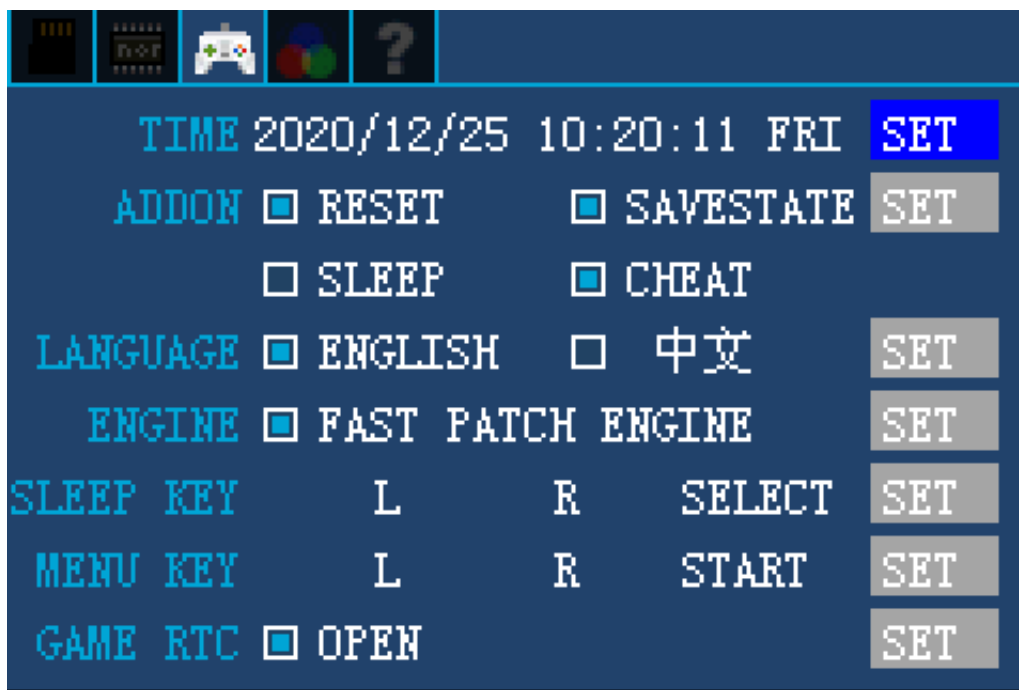 nor ?
TIME 2020/12/25 10:20:11 FRI SET
ADDON RESET SAVESTATE SET
SLEEP CHEAT
LANGUAGE ENGLISH 中文 SET
ENGINE FAST PATCH ENGINE SET
SLEEP KEY L R SELECT SET
MENU KEY L R START SET
GAME RTC OPEN SET